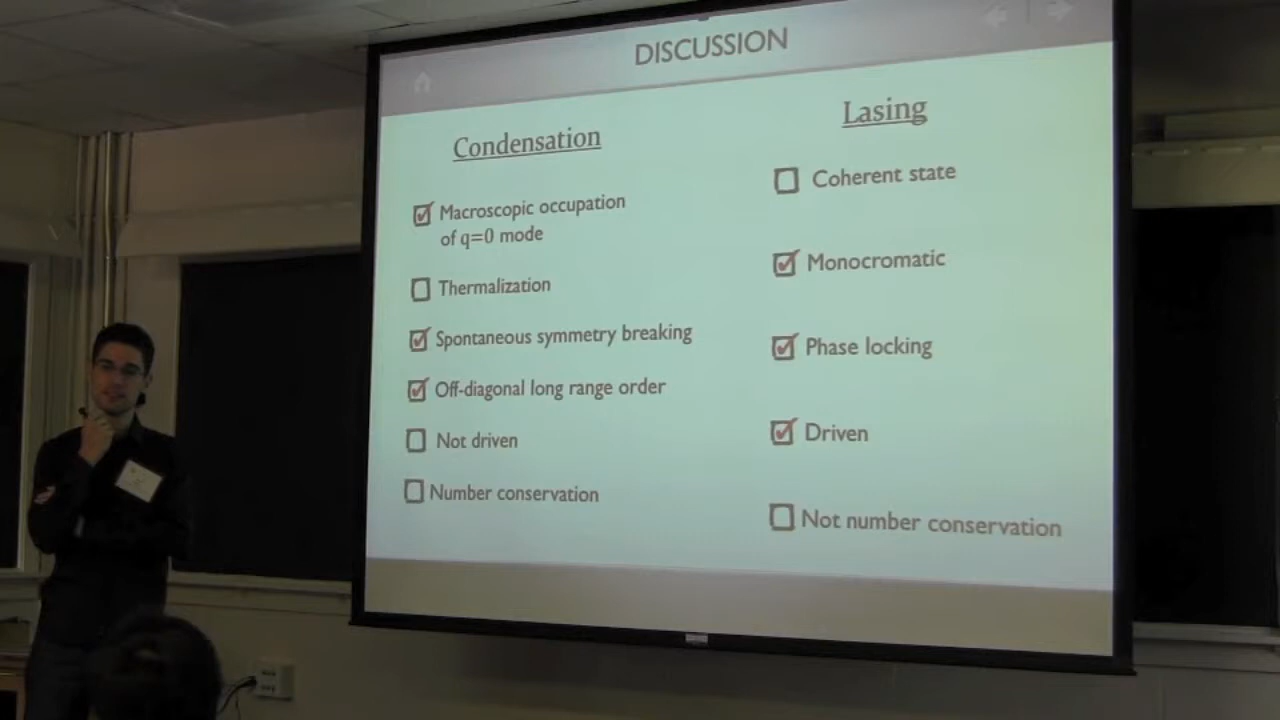 DISCUSSION
Condensation
Macroscopic occupation
of q=0 mode
Thermalization
Spontaneous symmetry breaking
Off-diagonal long range order
Not driven
Number conservation
Lasing
Coherent state
Monocromatic
Phase locking
Driven
Not number conservation